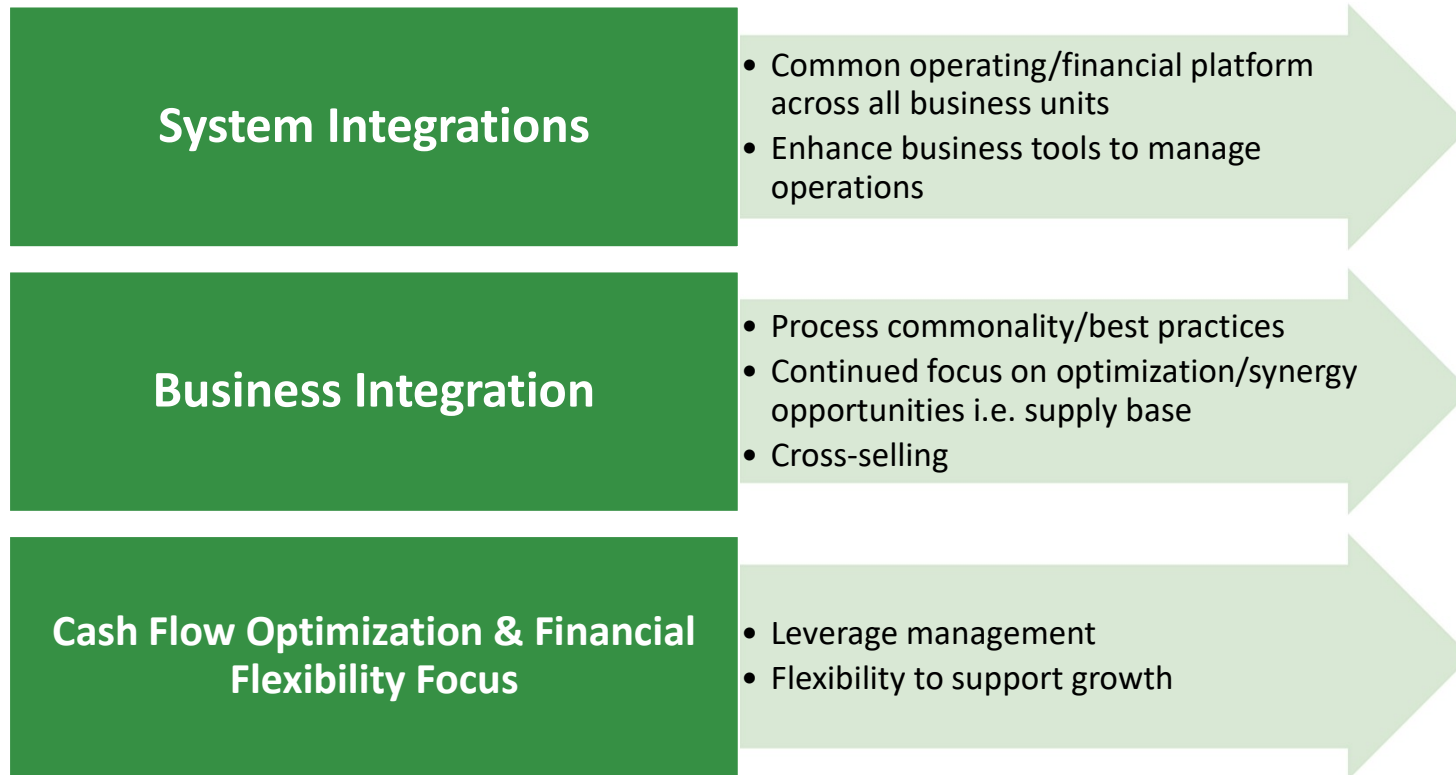 System Integrations
• Common operating/financial platform
across all business units
• Enhance business tools to manage
operations
Business Integration
• Process commonality/best practices
• Continued focus on optimization/synergy
opportunities i.e. supply base
• Cross-selling
Cash Flow Optimization & Financial
Flexibility Focus
• Leverage management
• Flexibility to support growth